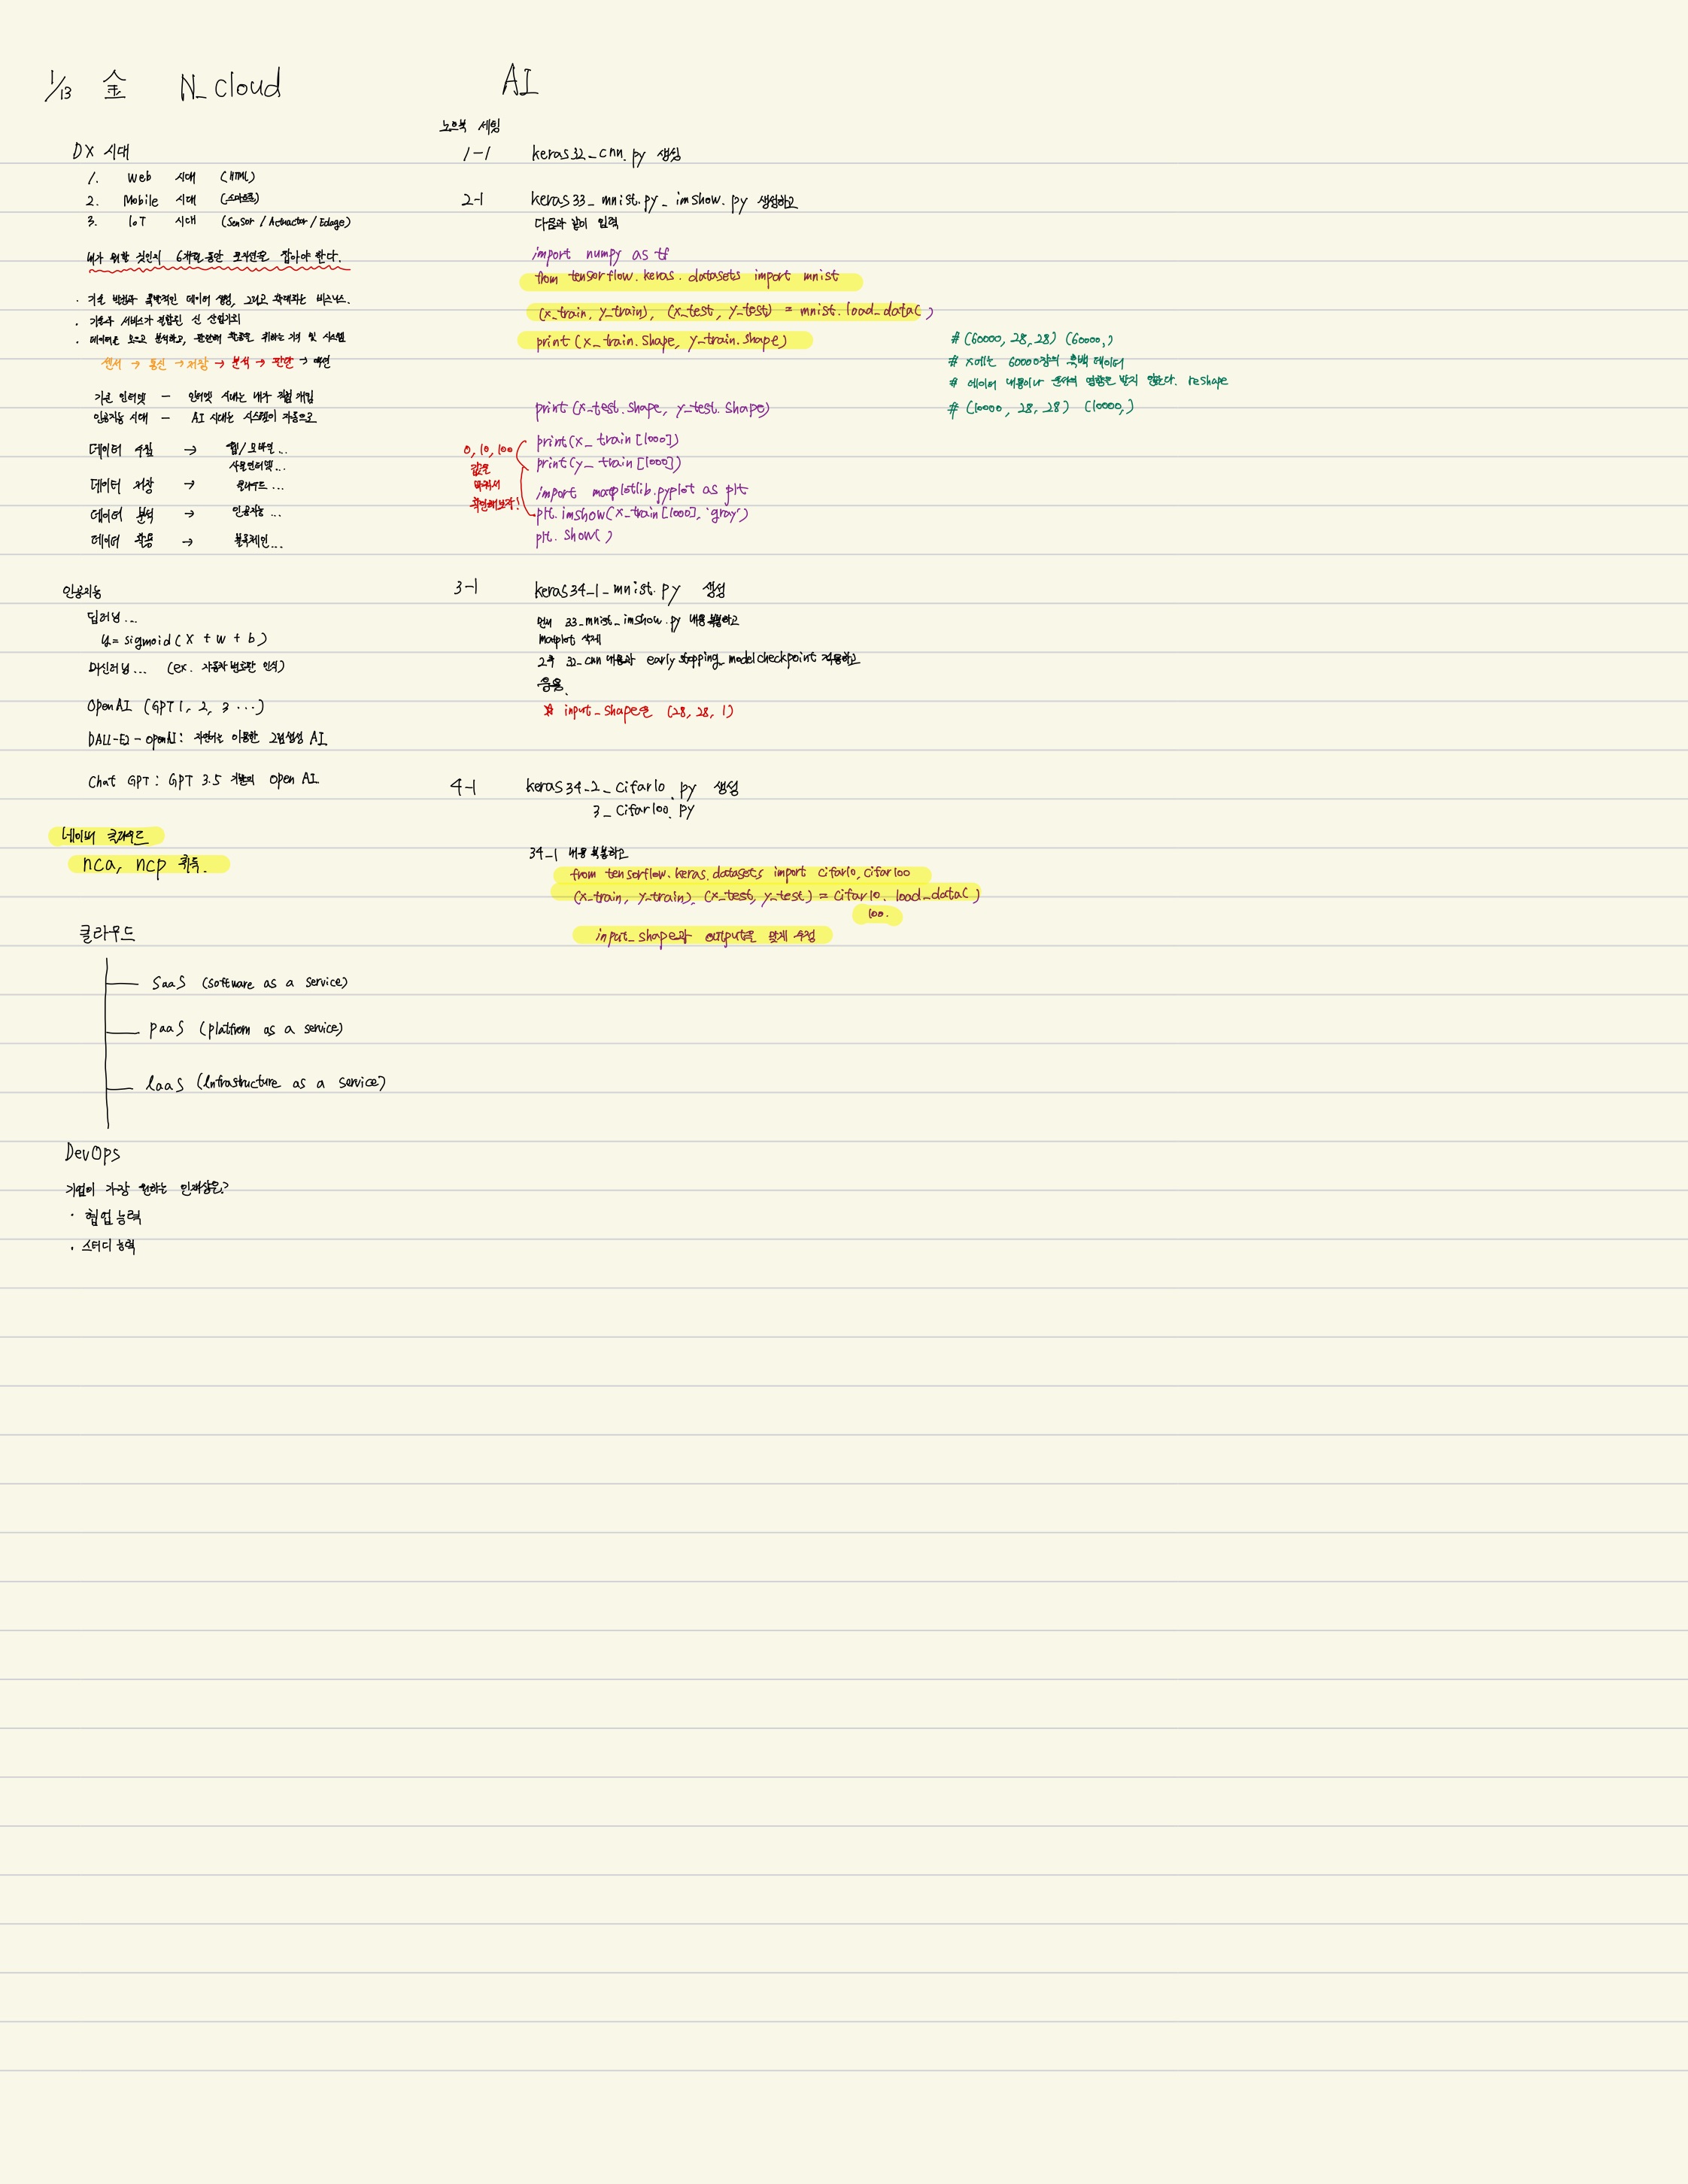 1/13 金 N_cloud
DX 시대
1. Web 시대 (HTML)
2. Mobile 시대 (스마트폰)
3. IoT 시대 (Sensor / Actuactor / Edage)
내가 뭐할 것인지 6개월 동안 포지션을 잡아야 한다.
· 기술 발전과 폭발적인 데이터 생성, 그리고 확대되는 비즈니스.
· 기술과 서비스가 결합된 신 산업기회
· 데이터를 모으고 분석하고, 판단해 활용을 위하는 기기 및 시스템
센서 → 통신 → 저장 → 분석 → 판단 → 액션
기존 인터넷 — 인터넷 시대는 내가 직접 개입
인공지능 시대 — AI 시대는 시스템이 자동으로
데이터 수집 → 웹/모바일...
사물인터넷...
데이터 저장 → 클라우드...
데이터 분석 → 인공지능...
데이터 활용 → 블록체인...
인공지능
딥러닝...
y = sigmoid (x + w + b)
머신러닝... (ex. 자동차 번호판 인식)
OpenAI (GPT 1, 2, 3 ...)
DALL-E2 - OpenAI: 자연어를 이용한 그림생성 AI
Chat GPT: GPT 3.5 기반의 Open AI
네이버 클라우드
nca, ncp 취득.
클라우드
SaaS (software as a service)
PaaS (platfrom as a service)
IaaS (Infrastructure as a service)
DevOps
기업이 가장 원하는 인재상은?
· 협업 능력
· 스터디 능력
AI
노으북 세팅
1-1 keras32_cnn.py 생성
2-1 keras33_mnist.py_imshow.py 생성하고
다음과 같이 입력
import numpy as tf
from tensorflow.keras.datasets import mnist
(x_train, y_train), (x_test, y_test) = mnist.load_data()
print(x_train.shape, y_train.shape) # (60000, 28, 28) (60000,)
# x에는 60000장의 흑백 데이터
# 데이터 내용이나 순서에 영향을 받지 않는다. reshape
print(x_test.shape, y_test.shape) # (10000, 28, 28) (10000,)
0, 10, 100
값을
바꿔서
확인해보자!
print(x_train[1000])
print(y_train[1000])
import matplotlib.pyplot as plt
plt.imshow(x_train[1000], 'gray')
plt.show()
3-1 keras34_1_mnist.py 생성
먼저 33_mnist_imshow.py 내용 복붙하고
matplot 삭제
2후 32_cnn 내용과 early stopping_modelcheckpoint 적용하고
응용.
※ input_shape은 (28, 28, 1)
4-1 keras34_2_cifar10.py 생성
3_cifar100.py
34_1 내용 복붙하고
from tensorflow.keras.datasets import cifar10, cifar100
(x_train, y_train), (x_test, y_test) = cifar10.load_data()
100.
input_shape과 output을 맞게 수정